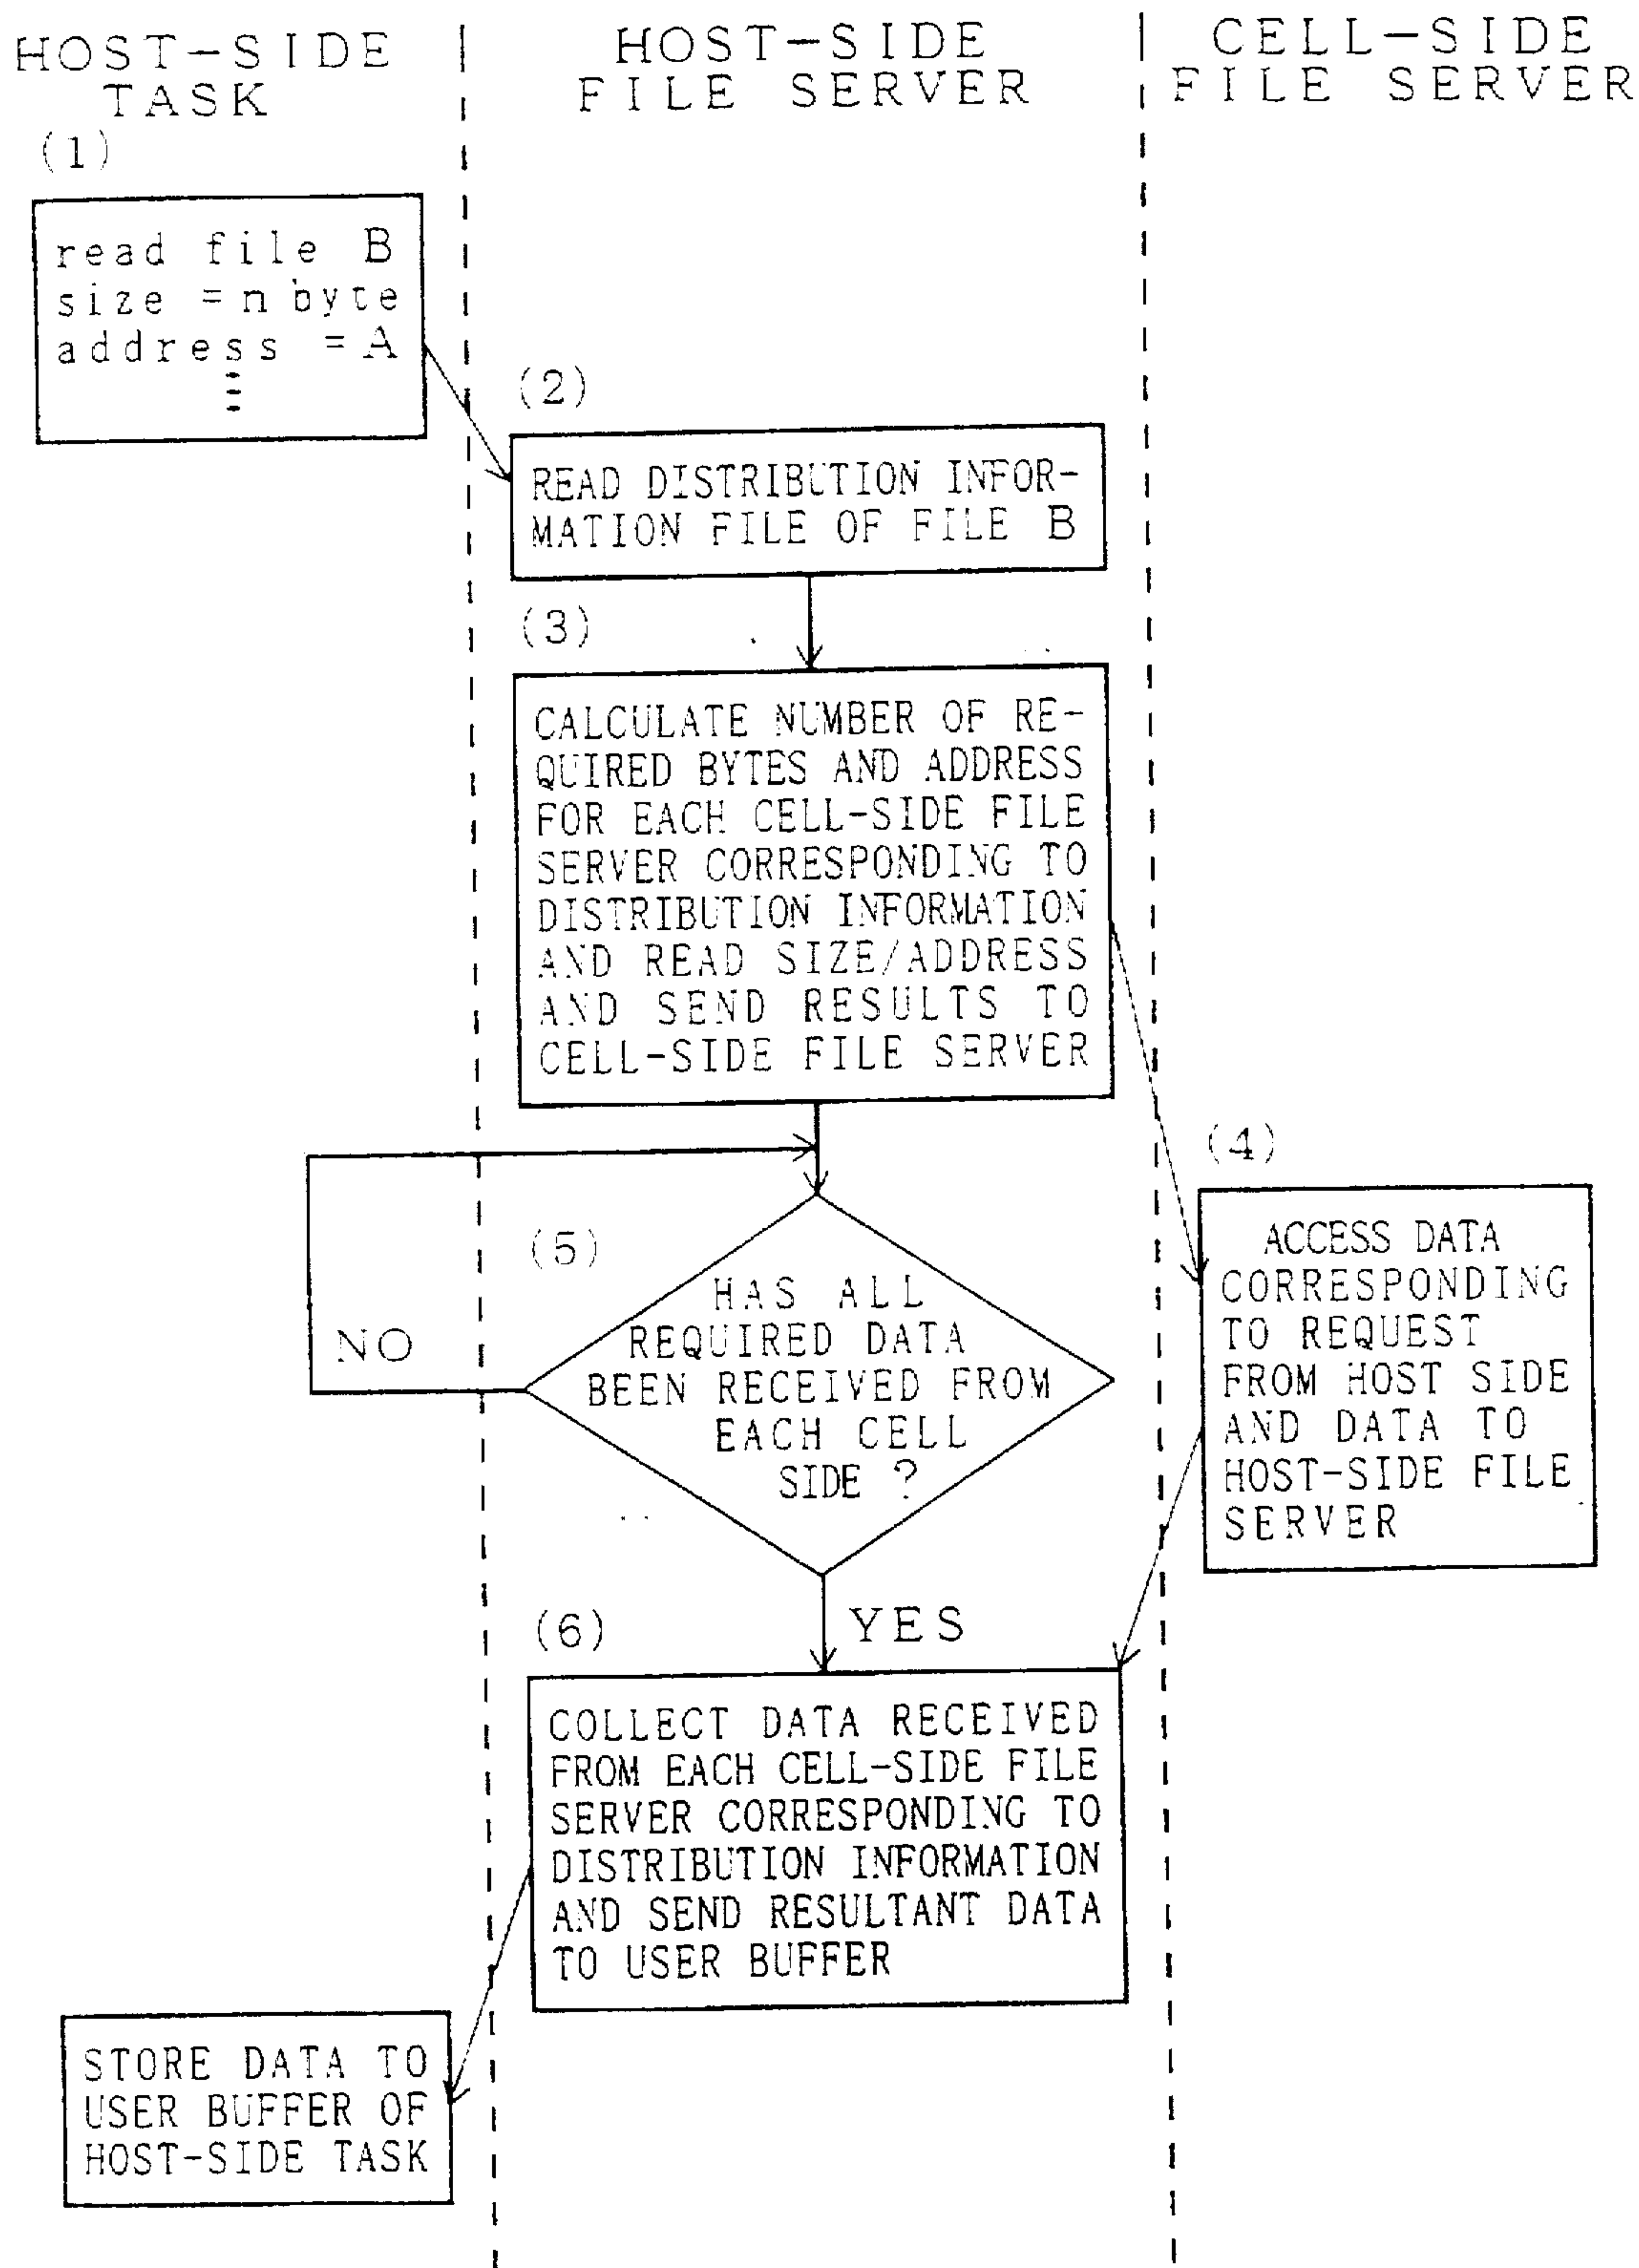 HOST-SIDE
TASK
HOST-SIDE
FILE SERVER
CELL-SIDE
FILE SERVER
(1)
read file B
size = n byte
address = A
(2)
READ DISTRIBUTION INFOR-
MATION FILE OF FILE B
(3)
CALCULATE NUMBER OF RE-
QUIRED BYTES AND ADDRESS
FOR EACH CELL-SIDE FILE
SERVER CORRESPONDING TO
DISTRIBUTION INFORMATION
AND READ SIZE/ADDRESS
AND SEND RESULTS TO
CELL-SIDE FILE SERVER
(4)
ACCESS DATA
CORRESPONDING
TO REQUEST
FROM HOST SIDE
AND DATA TO
HOST-SIDE FILE
SERVER
(5)
HAS ALL
REQUIRED DATA
BEEN RECEIVED FROM
EACH CELL
SIDE ?
NO
YES
(6)
COLLECT DATA RECEIVED
FROM EACH CELL-SIDE FILE
SERVER CORRESPONDING TO
DISTRIBUTION INFORMATION
AND SEND RESULTANT DATA
TO USER BUFFER
STORE DATA TO
USER BUFFER OF
HOST-SIDE TASK